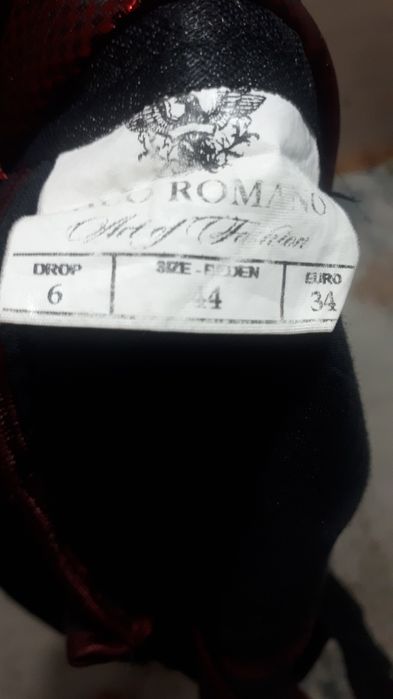 ROMANO
Art of Fashion
DROP SIZE - BEDEN EURO
6 44 34